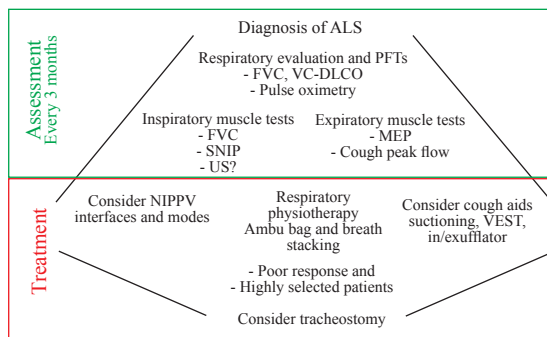 Assessment
Every 3 months
Diagnosis of ALS
Respiratory evaluation and PFTs
- FVC, VC-DLCO
- Pulse oximetry
Inspiratory muscle tests
- FVC
- SNIP
- US?
Expiratory muscle tests
- MEP
- Cough peak flow
Treatment
Consider NIPPV
interfaces and modes
Respiratory
physiotherapy
Ambu bag and breath
stacking
Consider cough aids
suctioning, VEST,
in/exufflator
- Poor response and
- Highly selected patients
Consider tracheostomy